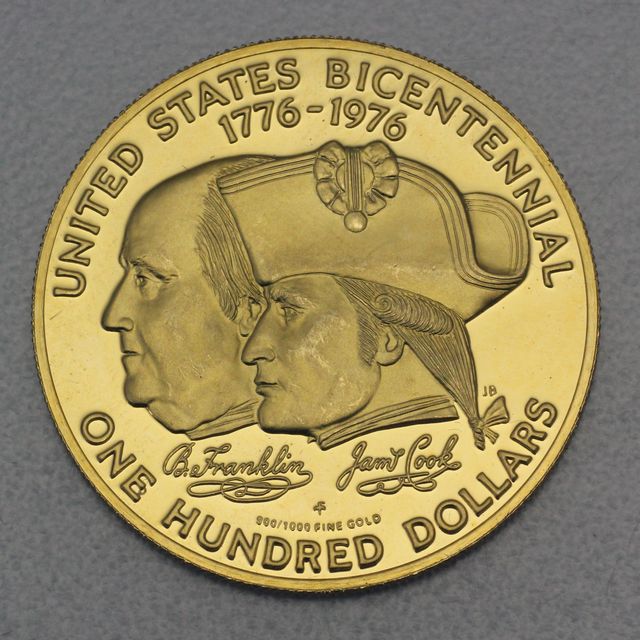 UNITED STATES BICENTENNIAL
1776-1976
JB
B. Franklin
Jam.s Cook
900/1000 FINE GOLD
ONE HUNDRED DOLLARS